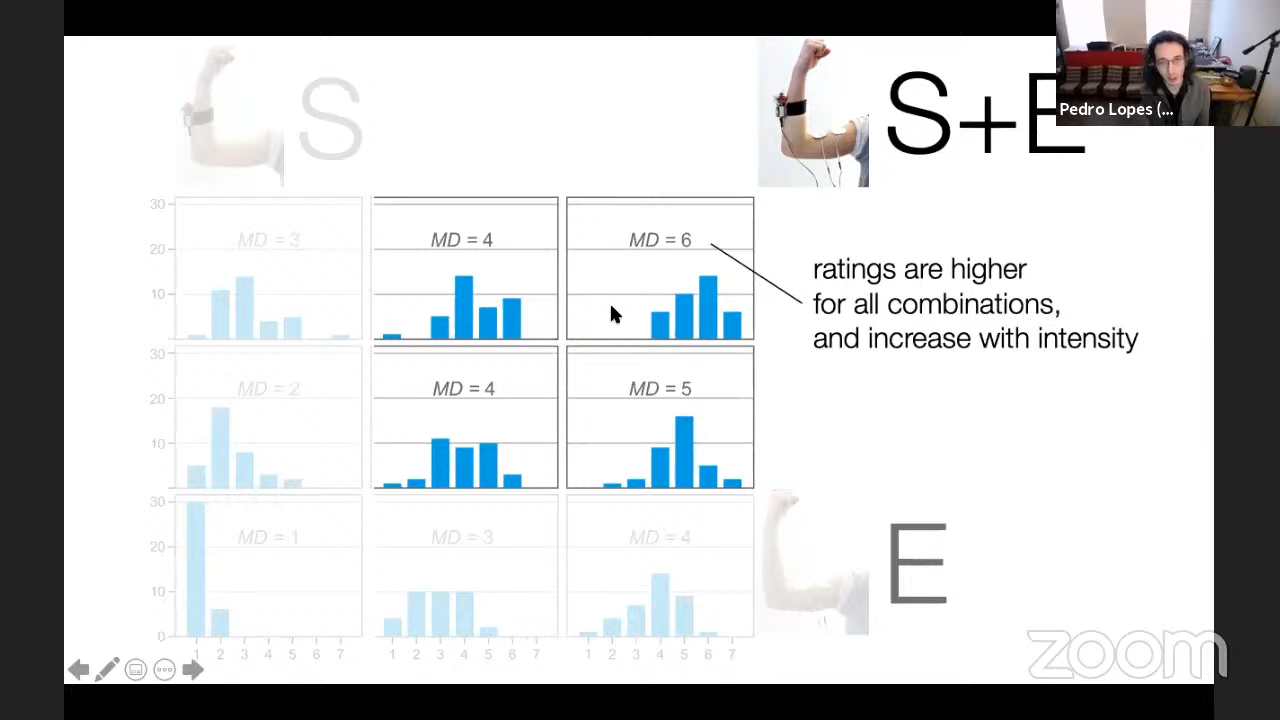 Pedro Lopes (...
S
S+E
30
20
10
MD = 3
MD = 4
MD = 6
ratings are higher
for all combinations,
and increase with intensity
30
20
10
MD = 2
MD = 4
MD = 5
30
20
10
0
MD = 1
MD = 3
MD = 4
E
1 2 3 4 5 6 7
1 2 3 4 5 6 7
1 2 3 4 5 6 7
zoom